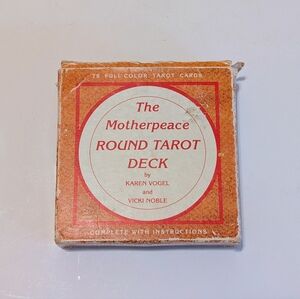 78 FULL COLOR TAROT CARDS
The
Motherpeace
ROUND TAROT
DECK
by
KAREN VOGEL
and
VICKI NOBLE
COMPLETE WITH INSTRUCTIONS